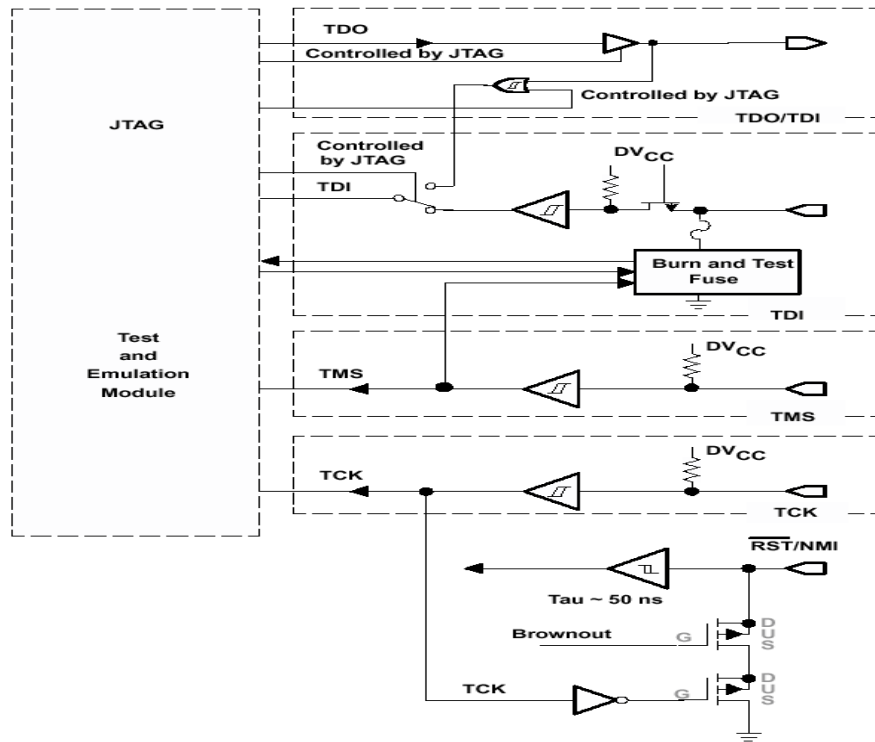 TDO
Controlled by JTAG
Controlled by JTAG
TDO/TDI
JTAG
Controlled
by JTAG
TDI
DVCC
Burn and Test
Fuse
TDI
Test
and
Emulation
Module
TMS
DVCC
TMS
TCK
DVCC
TCK
RST/NMI
Tau ~ 50 ns
Brownout
G
D
U
S
TCK
G
D
U
S